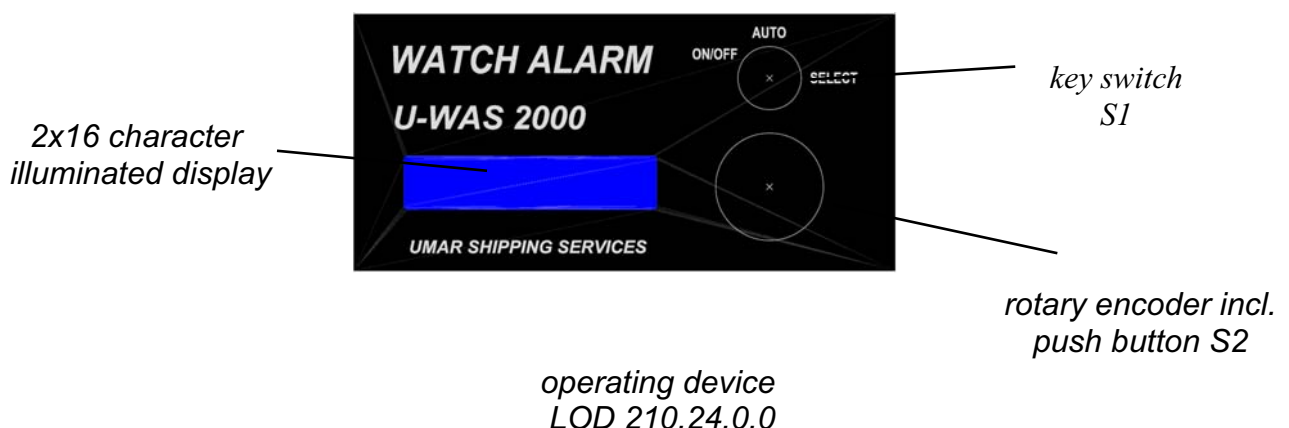 AUTO
ON/OFF
WATCH ALARM
SELECT
key switch
S1
U-WAS 2000
2x16 character
illuminated display
UMAR SHIPPING SERVICES
rotary encoder incl.
push button S2
operating device
LOD 210.24.0.0